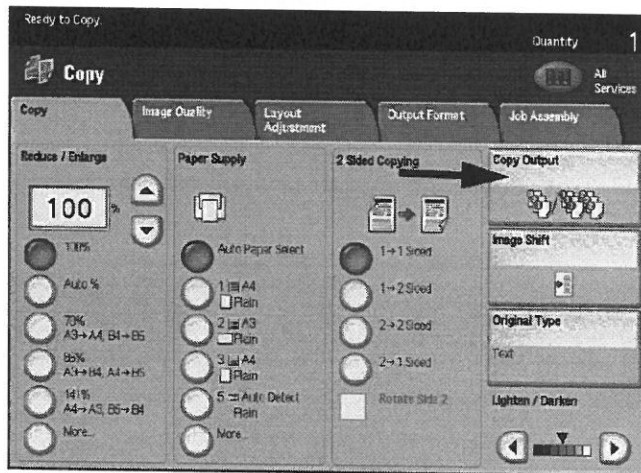 Ready to Copy.
Quantity 1
Copy
All
Services
Copy
Image Quality
Layout
Adjustment
Output Format
Job Assembly
Reduce / Enlarge
100 %
100%
Auto %
70%
A3→A4, B4→B5
86%
A3→B4, A4→B5
141%
A4→A3, B5→B4
More...
Paper Supply
Auto Paper Select
1 A4
Plain
2 A3
Plain
3 A4
Plain
5 Auto Detect
Plain
More...
2 Sided Copying
1→1 Sided
1→2 Sided
2→2 Sided
2→1 Sided
Rotate Side 2
Copy Output
Image Shift
Original Type
Text
Lighten / Darken